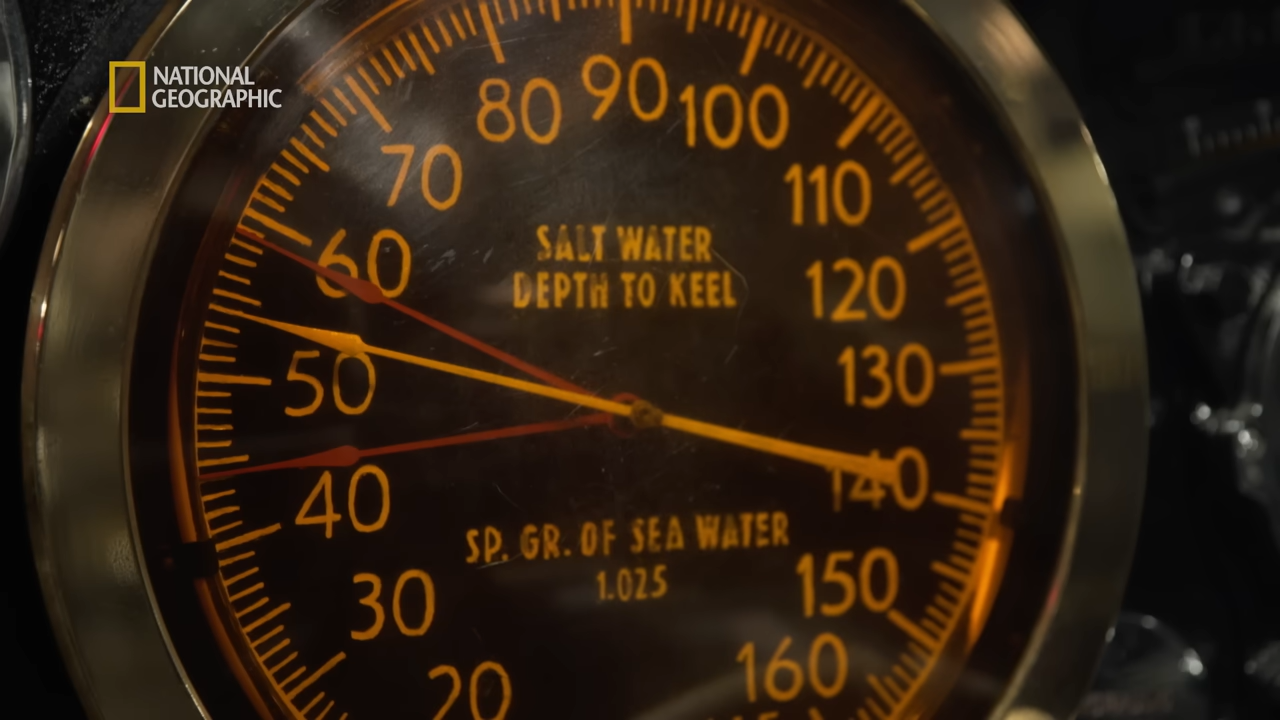 NATIONAL
GEOGRAPHIC
80 90 100
70 110
60 120
SALT WATER
DEPTH TO KEEL
50 130
40 140
SP. GR. OF SEA WATER
1.025
30 150
20 160